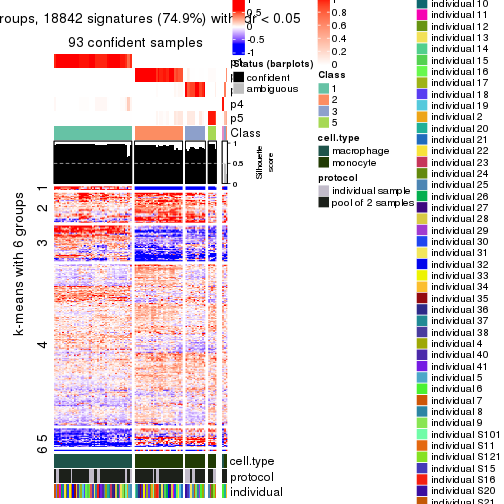 roups, 18842 signatures (74.9%) with fdr < 0.05
93 confident samples
p4
p5
Class
1
0.5
0
Silhouette
score
k-means with 6 groups
1
2
3
4
5
6
cell.type
protocol
individual
1
0.5
0
-0.5
-1
Status (barplots)
confident
ambiguous
0.8
0.6
0.4
0.2
0
Class
1
2
3
5
cell.type
macrophage
monocyte
protocol
individual sample
pool of 2 samples
individual 10
individual 11
individual 12
individual 13
individual 14
individual 15
individual 16
individual 17
individual 18
individual 19
individual 2
individual 20
individual 21
individual 22
individual 23
individual 24
individual 25
individual 26
individual 27
individual 28
individual 29
individual 30
individual 31
individual 32
individual 33
individual 34
individual 35
individual 36
individual 37
individual 38
individual 4
individual 40
individual 41
individual 5
individual 6
individual 7
individual 8
individual 9
individual S101
individual S11
individual S121
individual S15
individual S16
individual S20
individual S21